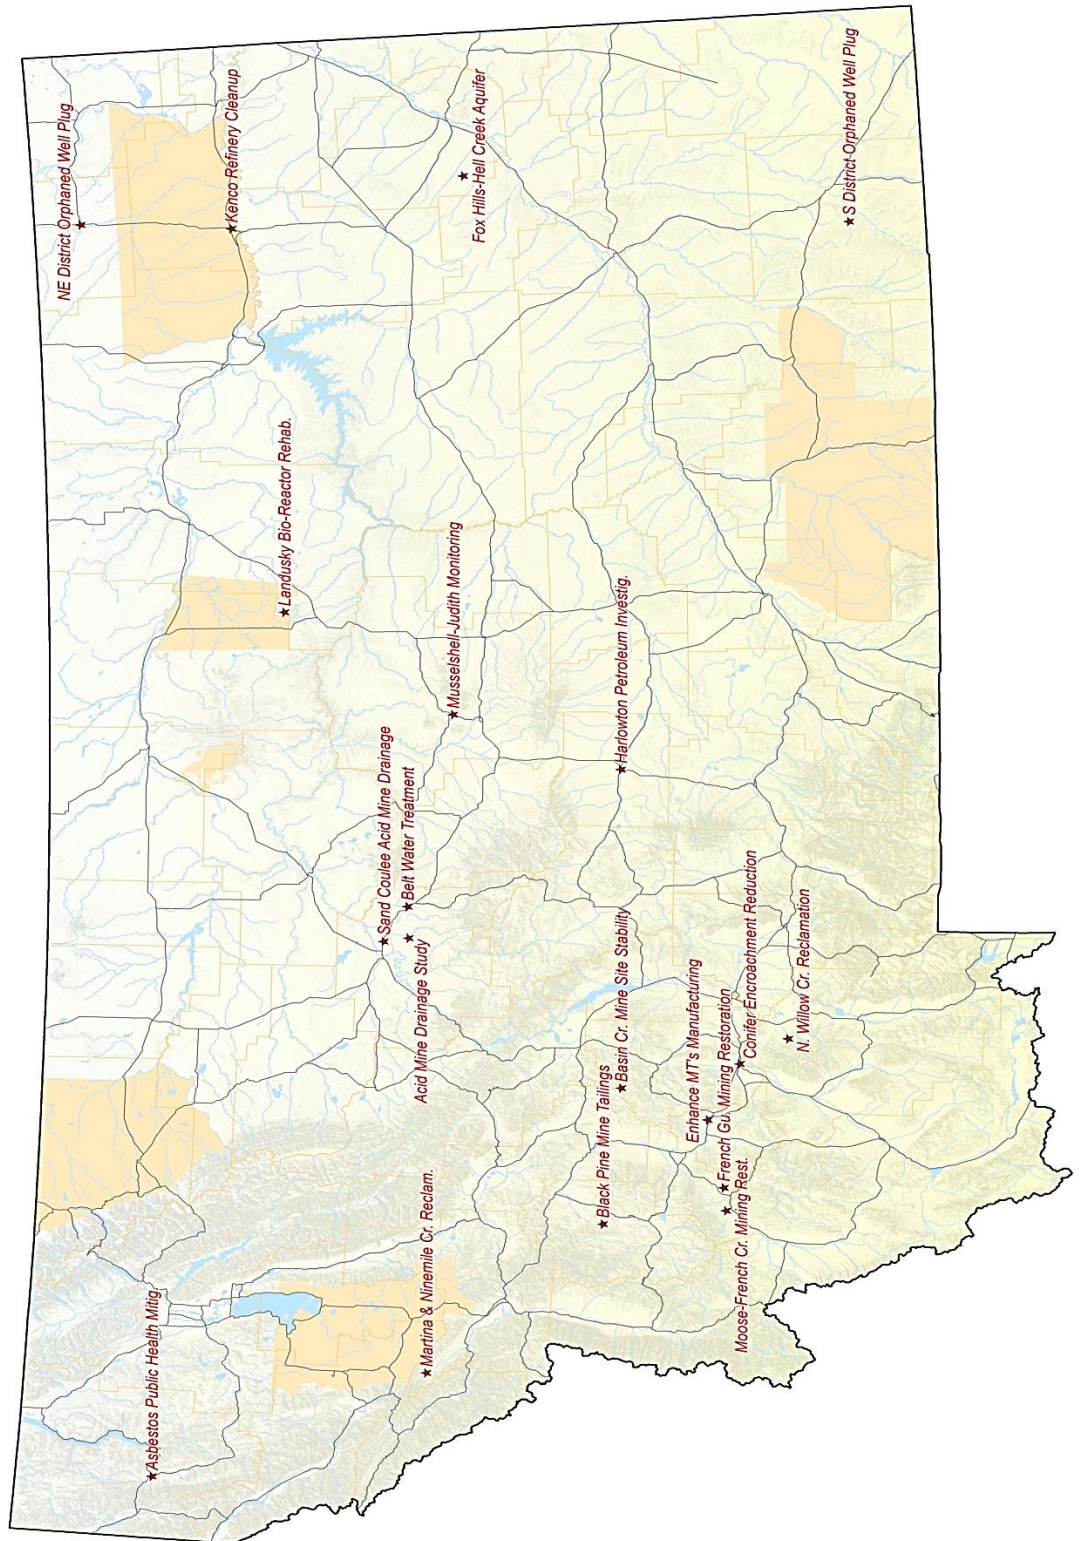 NE District Orphaned Well Plug
Kenco Refinery Cleanup
Fox Hills-Hell Creek Aquifer
S District Orphaned Well Plug
Landusky Bio-Reactor Rehab.
Musselshell-Judith Monitoring
Harlowton Petroleum Investig.
Sand Coulee Acid Mine Drainage
Belt Water Treatment
Acid Mine Drainage Study
Basin Cr. Mine Site Stability
Black Pine Mine Tailings
Enhance MT's Manufacturing
French Gu. Mining Restoration
Conifer Encroachment Reduction
N. Willow Cr. Reclamation
Moose-French Cr. Mining Rest.
Martina & Ninemile Cr. Reclam.
Asbestos Public Health Mitig.